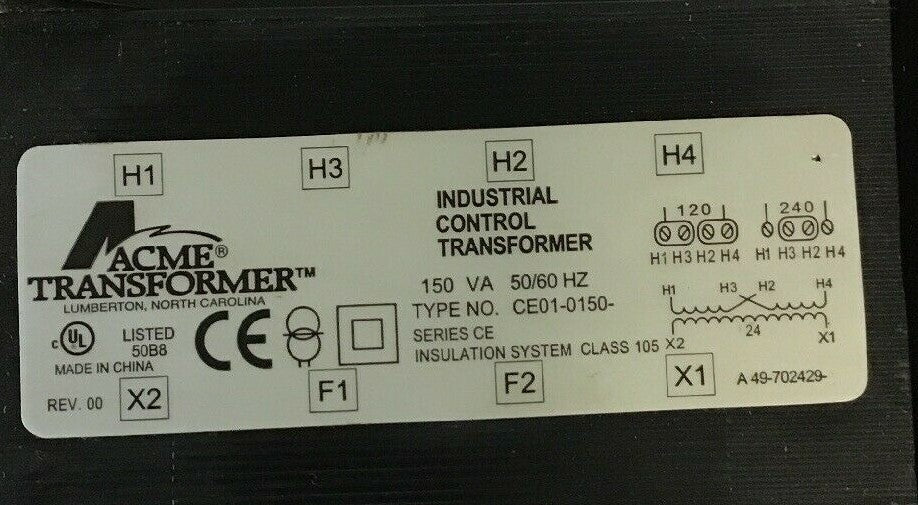 H1 H3 H2 H4
ACME®
TRANSFORMER™
LUMBERTON, NORTH CAROLINA
INDUSTRIAL
CONTROL
TRANSFORMER
150 VA 50/60 HZ
TYPE NO. CE01-0150-
SERIES CE
INSULATION SYSTEM CLASS 105
120
H1 H3 H2 H4
240
H1 H3 H2 H4
H1 H3 H2 H4
24
X2 X1
c UL LISTED
50B8
CE
MADE IN CHINA
REV. 00
X2 F1 F2 X1
A 49-702429-